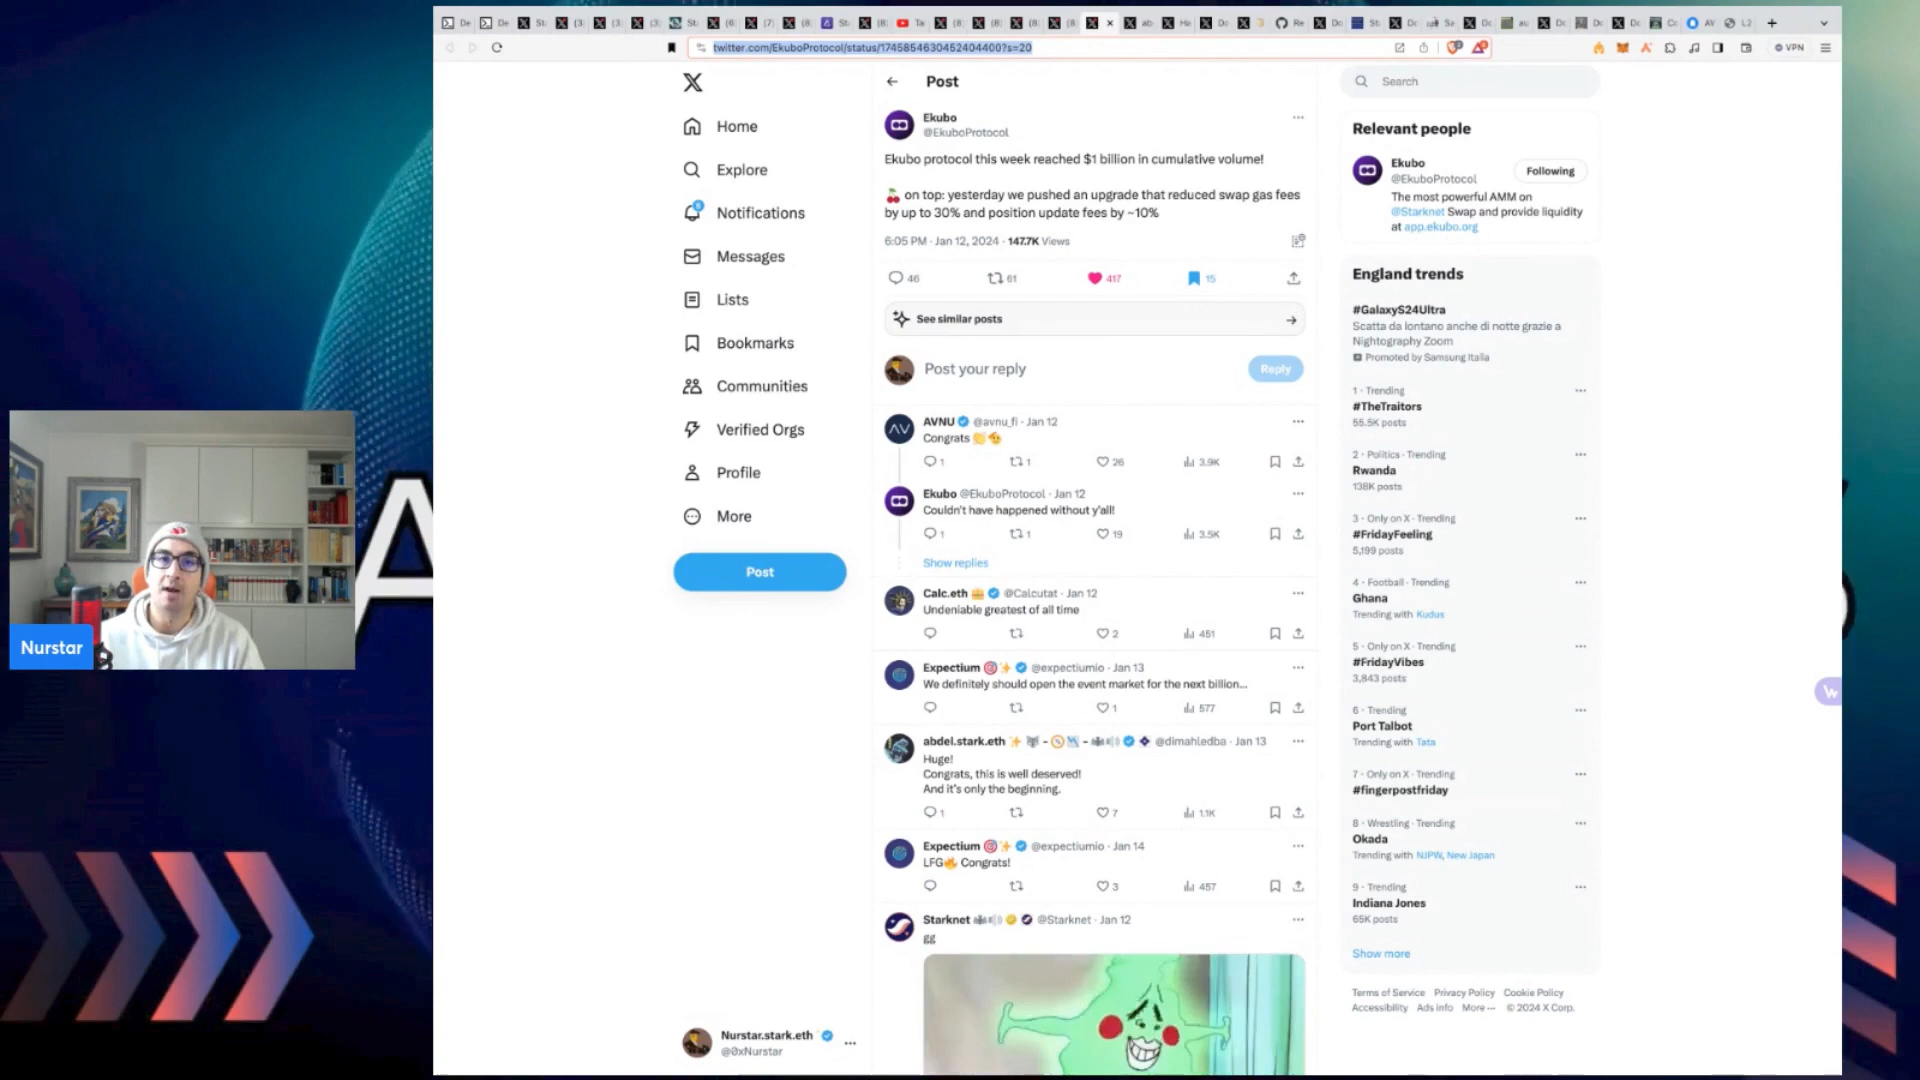 twitter.com/EkuboProtocol/status/1745854630452404400?s=20
VPN
Home
Explore
Notifications
Messages
Lists
Bookmarks
Communities
Verified Orgs
Profile
More
Post
Nurstar.stark.eth
@0xNurstar
Nurstar
Post
Ekubo
@EkuboProtocol
Ekubo protocol this week reached $1 billion in cumulative volume!
🍒 on top: yesterday we pushed an upgrade that reduced swap gas fees
by up to 30% and position update fees by ~10%
6:05 PM · Jan 12, 2024 · 147.7K Views
46 61 417 15
See similar posts
Post your reply
Reply
AVNU @avnu_fi · Jan 12
Congrats
1 1 26 3.9K
Ekubo @EkuboProtocol · Jan 12
Couldn't have happened without y'all!
1 1 19 3.5K
Show replies
Calc.eth @Calcutat · Jan 12
Undeniable greatest of all time
2 451
Expectium @expectiumio · Jan 13
We definitely should open the event market for the next billion...
1 577
abdel.stark.eth @dimahledba · Jan 13
Huge!
Congrats, this is well deserved!
And it's only the beginning.
1 7 1.1K
Expectium @expectiumio · Jan 14
LFG🔥 Congrats!
3 457
Starknet @Starknet · Jan 12
gg
Search
Relevant people
Ekubo
@EkuboProtocol
Following
The most powerful AMM on
@Starknet Swap and provide liquidity
at app.ekubo.org
England trends
#GalaxyS24Ultra
Scatta da lontano anche di notte grazie a
Nightography Zoom
Promoted by Samsung Italia
1 · Trending
#TheTraitors
55.5K posts
2 · Politics · Trending
Rwanda
138K posts
3 · Only on X · Trending
#FridayFeeling
5,199 posts
4 · Football · Trending
Ghana
Trending with Kudus
5 · Only on X · Trending
#FridayVibes
3,843 posts
6 · Trending
Port Talbot
Trending with Tata
7 · Only on X · Trending
#fingerpostfriday
8 · Wrestling · Trending
Okada
Trending with NJPW, New Japan
9 · Trending
Indiana Jones
65K posts
Show more
Terms of Service Privacy Policy Cookie Policy
Accessibility Ads info More ··· © 2024 X Corp.